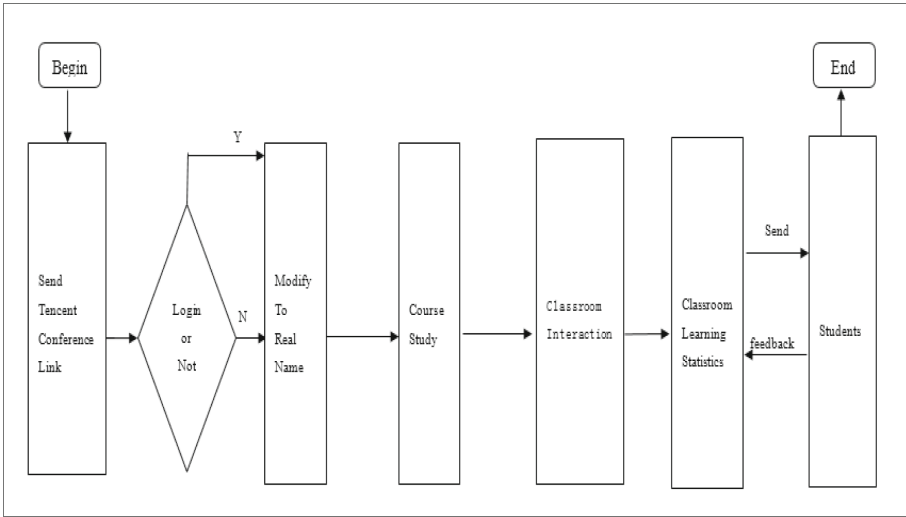 Begin
End
Y
Send
Tencent
Conference
Link
Login
or
Not
N
Modify
To
Real
Name
Course
Study
Classroom
Interaction
Classroom
Learning
Statistics
Send
feedback
Students